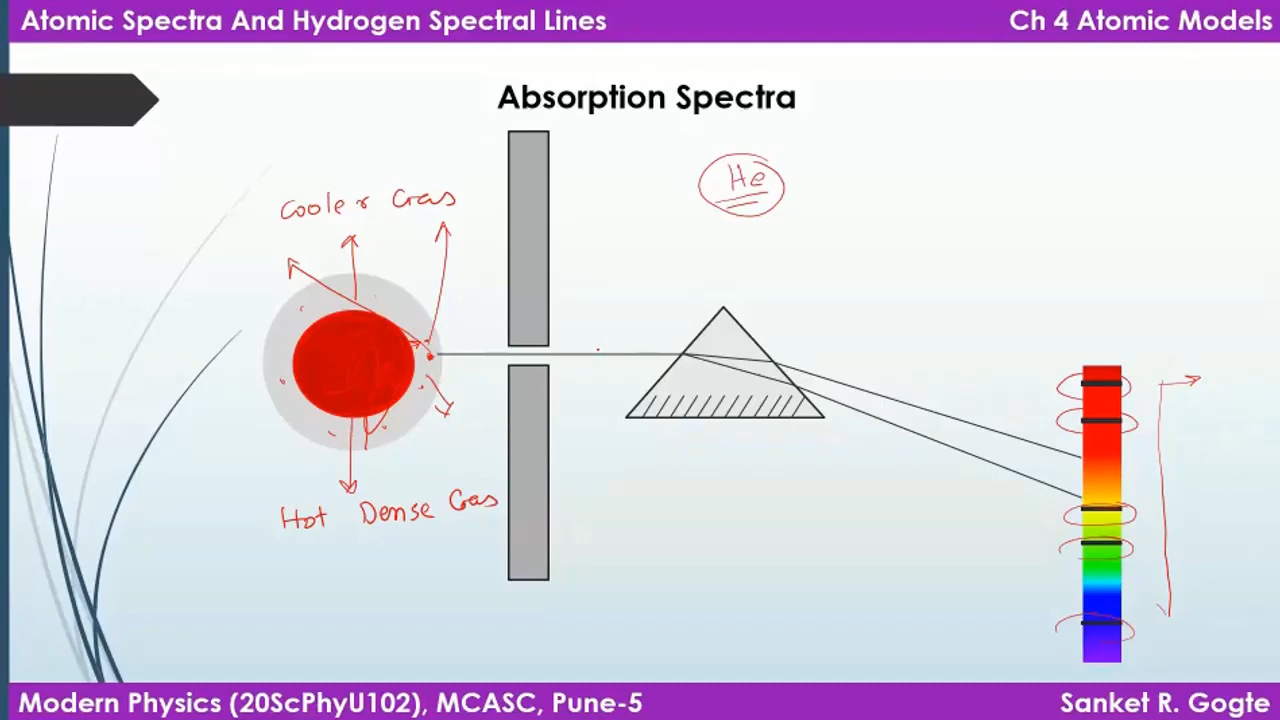 Atomic Spectra And Hydrogen Spectral Lines
Ch 4 Atomic Models
Absorption Spectra
He
Cooler Gas
Hot Dense Gas
Modern Physics (20ScPhyU102), MCASC, Pune-5
Sanket R. Gogte